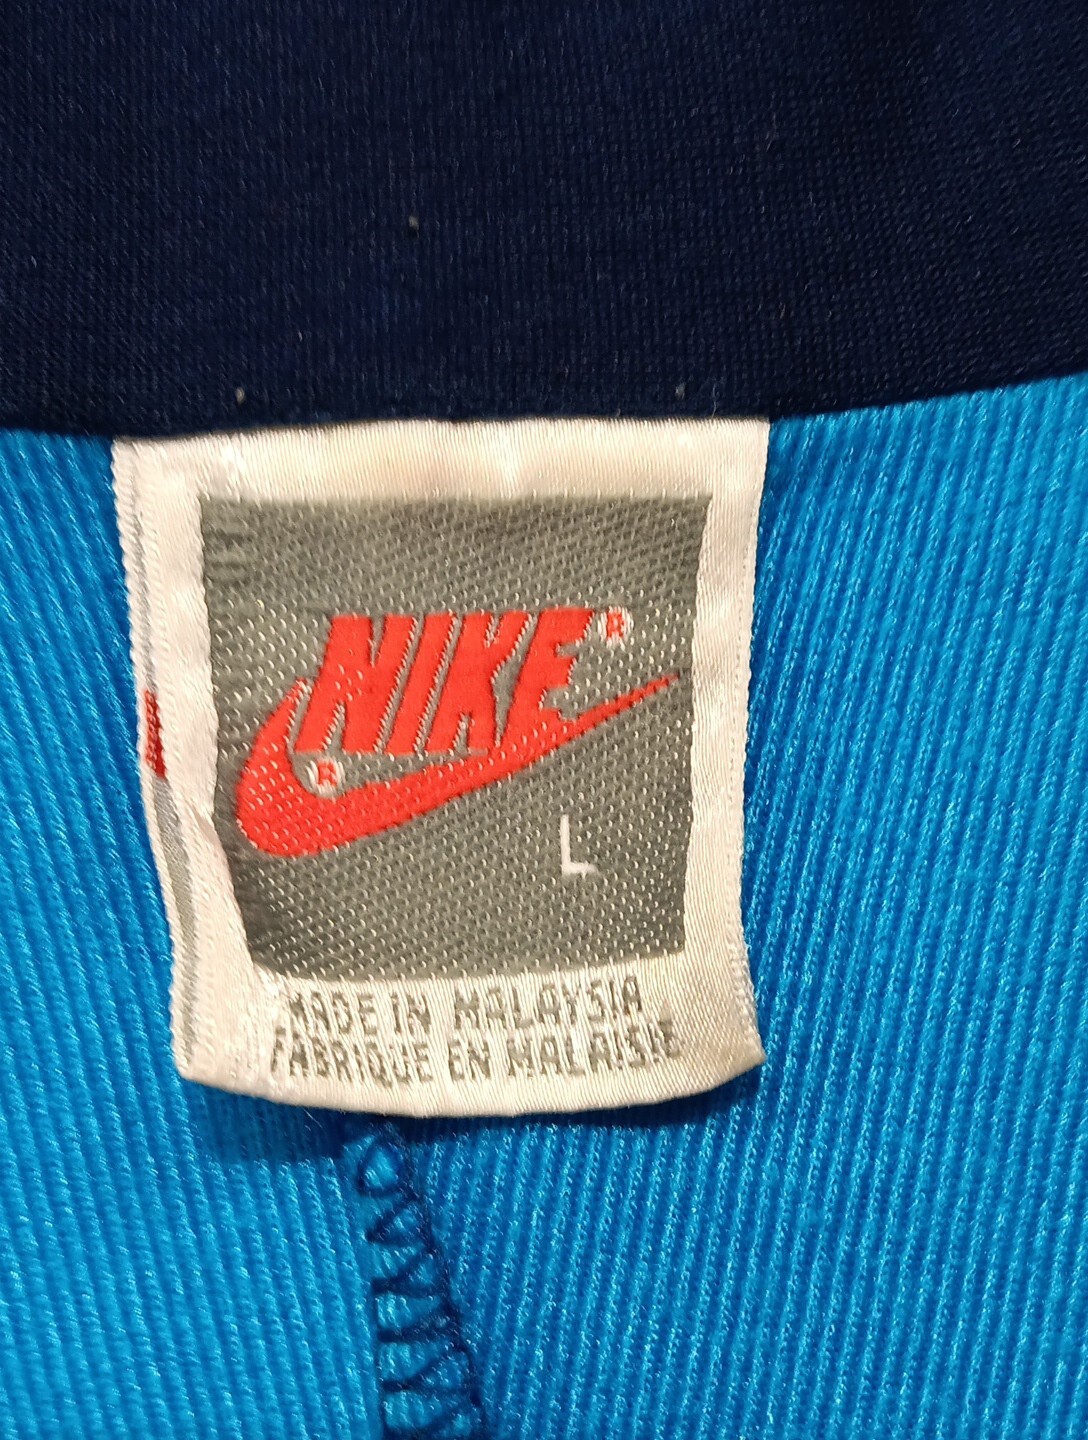 NIKE®
®
L
MADE IN MALAYSIA
FABRIQUE EN MALAISIE